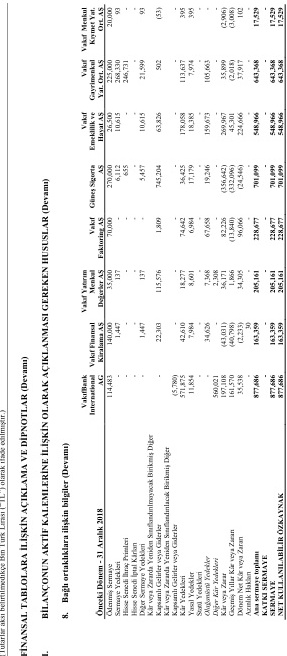 (Tutarlar aksi belirtilmedikçe Bin Türk Lirası ("TL") olarak ifade edilmiştir.)
FİNANSAL TABLOLARA İLİŞKİN AÇIKLAMA VE DİPNOTLAR (Devamı)
I. BİLANÇONUN AKTİF KALEMLERİNE İLİŞKİN OLARAK AÇIKLANMASI GEREKEN HUSUSLAR (Devamı)
8. Bağlı ortaklıklara ilişkin bilgiler (Devamı)
Önceki Dönem - 31 Aralık 2018 VakıfBank International AG Vakıf Finansal Kiralama AŞ Vakıf Yatırım Menkul Değerler AŞ Vakıf Faktoring AŞ Güneş Sigorta AŞ Vakıf Emeklilik ve Hayat AŞ Vakıf Gayrimenkul Yat. Ort. AŞ Vakıf Menkul Kıymet Yat. Ort. AŞ
Ödenmiş Sermaye 114,483 140,000 35,000 70,000 270,000 26,500 225,000 20,000
Sermaye Yedekleri - 1,447 137 - 6,112 10,615 268,330 93
Hisse Senedi İhraç Primleri - - - - 655 - 246,731 -
Hisse Senedi İptal Kârları - - - - - - - -
Diğer Sermaye Yedekleri - 1,447 137 - 5,457 10,615 21,599 93
Kâr veya Zararda Yeniden Sınıflandırılmayacak Birikmiş Diğer
Kapsamlı Gelirler veya Giderler - 22,303 115,576 1,809 745,204 63,826 502 (53)
Kâr veya Zararda Yeniden Sınıflandırılacak Birikmiş Diğer
Kapsamlı Gelirler veya Giderler (5,780) - - - - - - -
Kâr Yedekleri 571,875 42,610 18,277 74,642 36,425 178,058 113,637 395
Yasal Yedekler 11,854 7,984 8,601 6,984 17,179 18,385 7,974 395
Statü Yedekleri - - - - - - - -
Olağanüstü Yedekler - 34,626 7,368 67,658 19,246 159,673 105,663 -
Diğer Kâr Yedekleri 560,021 - 2,308 - - - - -
Kâr veya Zarar 197,108 (43,031) 36,171 82,226 (356,642) 269,967 35,899 (2,906)
Geçmiş Yıllar Kâr veya Zararı 161,570 (40,798) 1,866 (13,840) (332,096) 45,301 (2,018) (3,008)
Dönem Net Kâr veya Zararı 35,538 (2,233) 34,305 96,066 (24,546) 224,666 37,917 102
Azınlık Hakları - 30 - - - - - -
Ana sermaye toplamı 877,686 163,359 205,161 228,677 701,099 548,966 643,368 17,529
KATKI SERMAYE - - - - - - - -
SERMAYE 877,686 163,359 205,161 228,677 701,099 548,966 643,368 17,529
NET KULLANILABİLİR ÖZKAYNAK 877,686 163,359 205,161 228,677 701,099 548,966 643,368 17,529